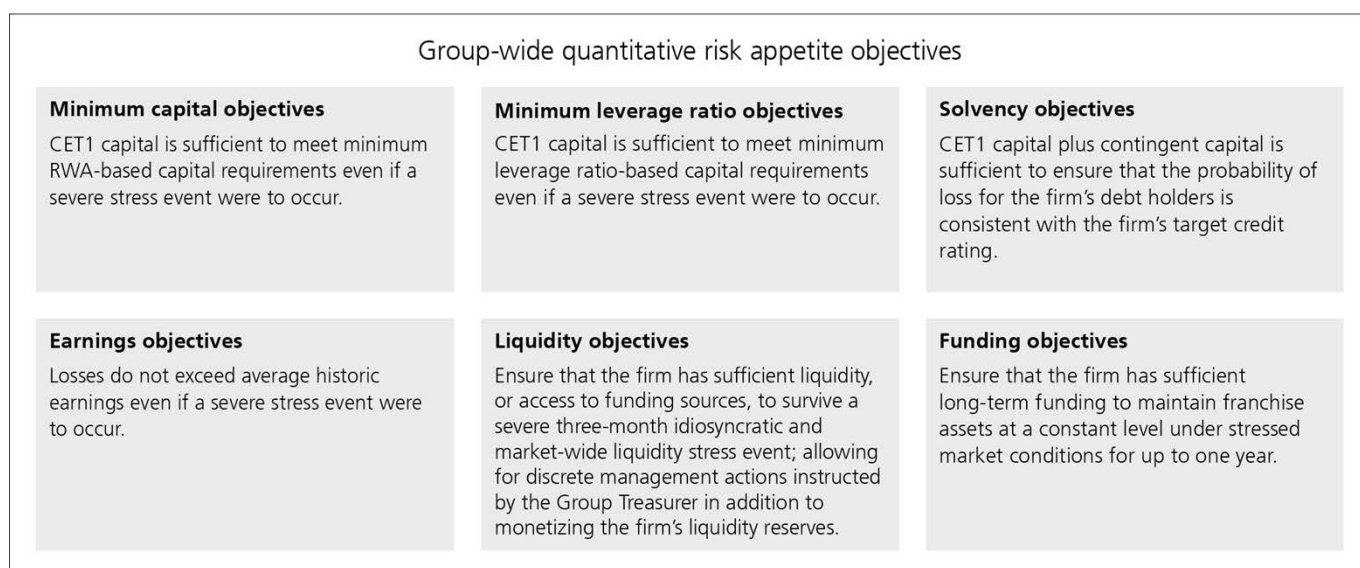 Group-wide quantitative risk appetite objectives
Minimum capital objectives
CET1 capital is sufficient to meet minimum
RWA-based capital requirements even if a
severe stress event were to occur.
Minimum leverage ratio objectives
CET1 capital is sufficient to meet minimum
leverage ratio-based capital requirements
even if a severe stress event were to occur.
Solvency objectives
CET1 capital plus contingent capital is
sufficient to ensure that the probability of
loss for the firm’s debt holders is
consistent with the firm’s target credit
rating.
Earnings objectives
Losses do not exceed average historic
earnings even if a severe stress event were
to occur.
Liquidity objectives
Ensure that the firm has sufficient liquidity,
or access to funding sources, to survive a
severe three-month idiosyncratic and
market-wide liquidity stress event; allowing
for discrete management actions instructed
by the Group Treasurer in addition to
monetizing the firm’s liquidity reserves.
Funding objectives
Ensure that the firm has sufficient
long-term funding to maintain franchise
assets at a constant level under stressed
market conditions for up to one year.